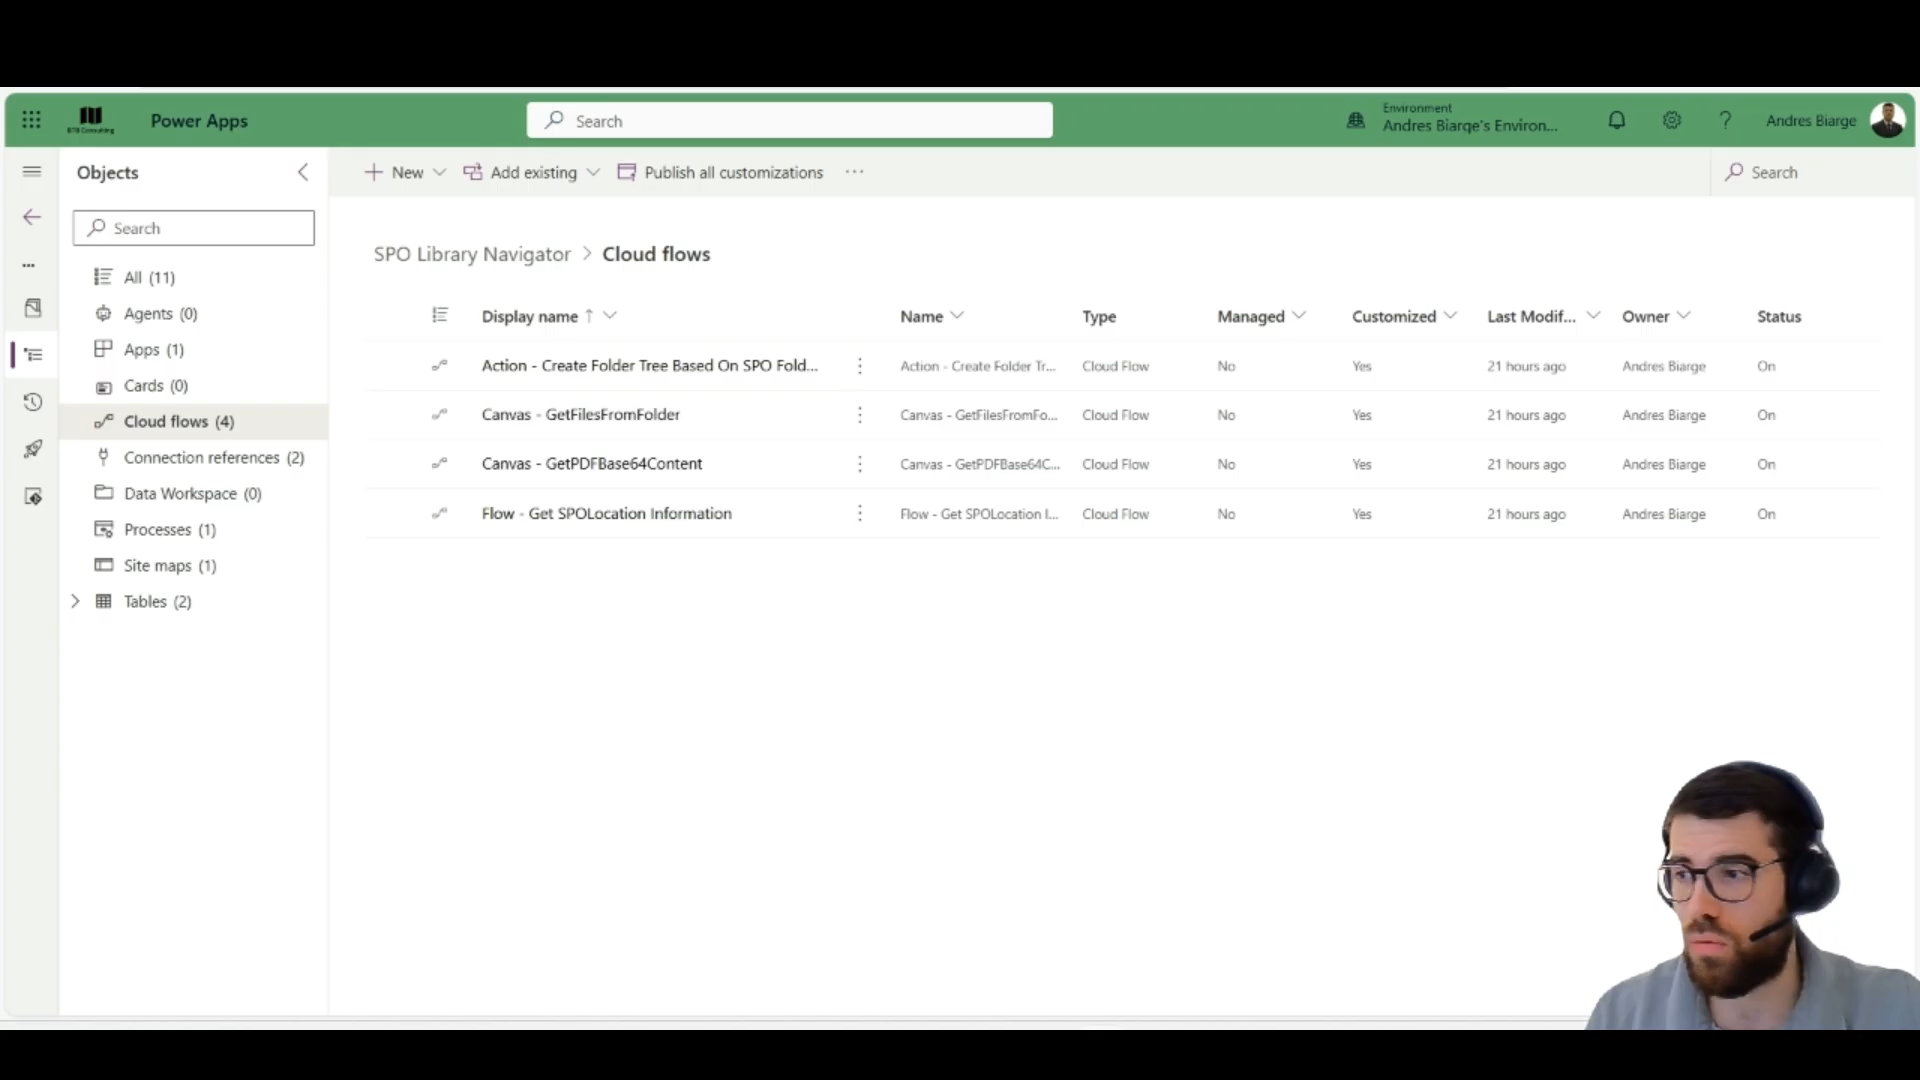 BTB Consulting
Power Apps
Search
Environment
Andres Biarge's Environ...
?
Andres Biarge
Objects
New
Add existing
Publish all customizations
Search
Search
SPO Library Navigator > Cloud flows
All (11)
Agents (0)
Apps (1)
Cards (0)
Cloud flows (4)
Connection references (2)
Data Workspace (0)
Processes (1)
Site maps (1)
Tables (2)
Display name ↑ Name Type Managed Customized Last Modif... Owner Status
Action - Create Folder Tree Based On SPO Fold... Action - Create Folder Tr... Cloud Flow No Yes 21 hours ago Andres Biarge On
Canvas - GetFilesFromFolder Canvas - GetFilesFromFo... Cloud Flow No Yes 21 hours ago Andres Biarge On
Canvas - GetPDFBase64Content Canvas - GetPDFBase64C... Cloud Flow No Yes 21 hours ago Andres Biarge On
Flow - Get SPOLocation Information Flow - Get SPOLocation I... Cloud Flow No Yes 21 hours ago Andres Biarge On